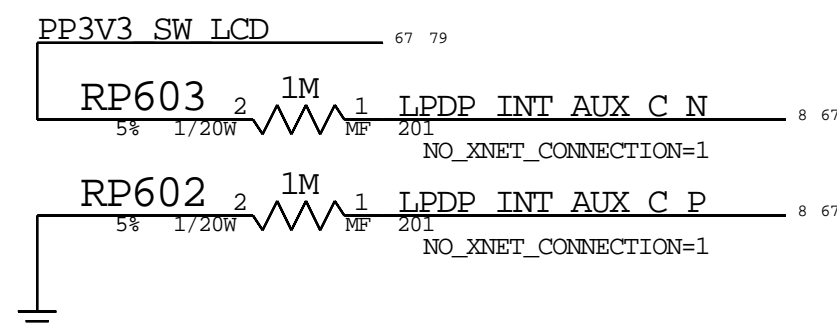 PP3V3 SW LCD 67 79
RP603 2 1M 1 LPDP INT AUX C N 8 67
5% 1/20W MF 201
NO_XNET_CONNECTION=1
RP602 2 1M 1 LPDP INT AUX C P 8 67
5% 1/20W MF 201
NO_XNET_CONNECTION=1